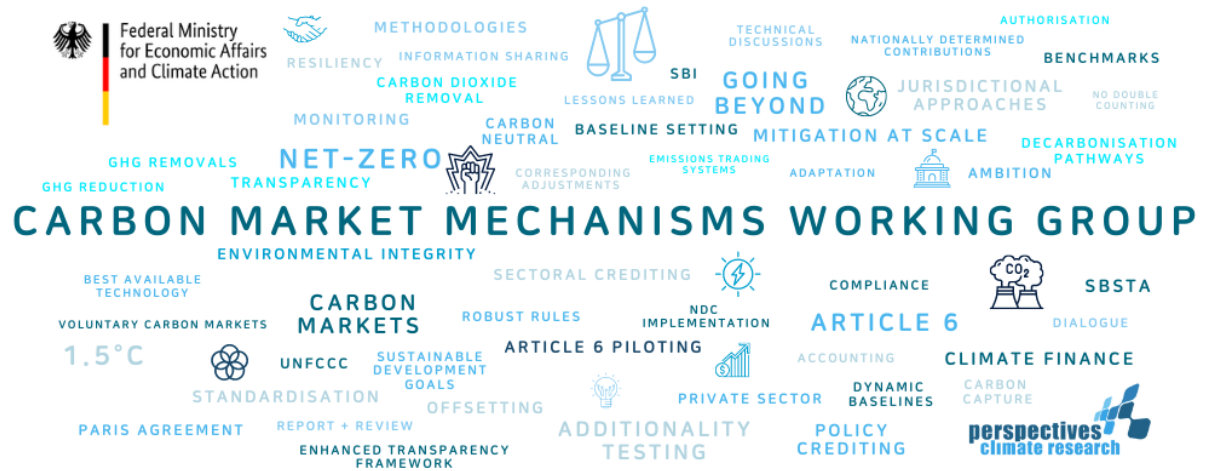 Federal Ministry
for Economic Affairs
and Climate Action
METHODOLOGIES
RESILIENCY
INFORMATION SHARING
CARBON DIOXIDE
REMOVAL
MONITORING
SBI
LESSONS LEARNED
CARBON
NEUTRAL
BASELINE SETTING
TECHNICAL
DISCUSSIONS
GOING
BEYOND
NATIONALLY DETERMINED
CONTRIBUTIONS
AUTHORISATION
BENCHMARKS
JURISDICTIONAL
APPROACHES
NO DOUBLE
COUNTING
MITIGATION AT SCALE
DECARBONISATION
PATHWAYS
GHG REMOVALS
NET-ZERO
GHG REDUCTION
TRANSPARENCY
CORRESPONDING
ADJUSTMENTS
EMISSIONS TRADING
SYSTEMS
ADAPTATION
AMBITION
CARBON MARKET MECHANISMS WORKING GROUP
ENVIRONMENTAL INTEGRITY
BEST AVAILABLE
TECHNOLOGY
SECTORAL CREDITING
COMPLIANCE
CO2
SBSTA
CARBON
MARKETS
VOLUNTARY CARBON MARKETS
ROBUST RULES
NDC
IMPLEMENTATION
ARTICLE 6
DIALOGUE
1.5°C
UNFCCC
SUSTAINABLE
DEVELOPMENT
GOALS
ARTICLE 6 PILOTING
$
ACCOUNTING
CLIMATE FINANCE
STANDARDISATION
OFFSETTING
PRIVATE SECTOR
DYNAMIC
BASELINES
CARBON
CAPTURE
PARIS AGREEMENT
REPORT + REVIEW
ENHANCED TRANSPARENCY
FRAMEWORK
ADDITIONALITY
TESTING
POLICY
CREDITING
perspectives
climate research